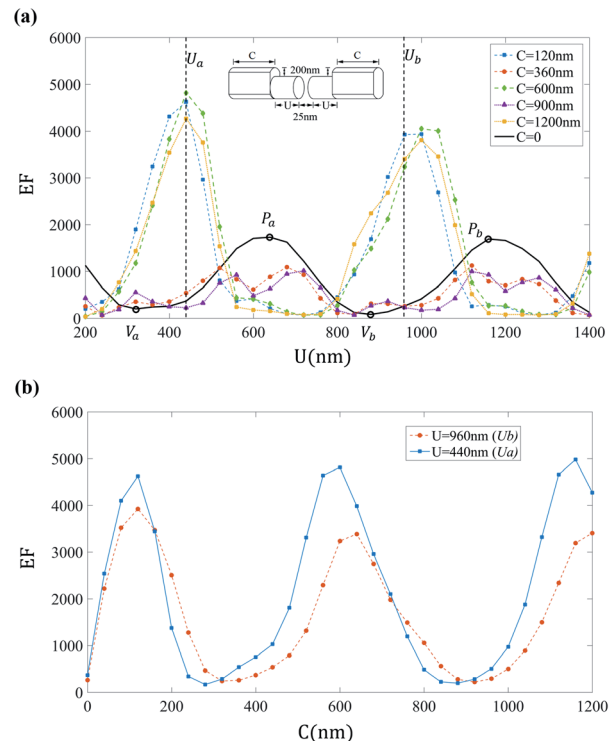 (a)
6000
5000
4000
3000
2000
1000
0
EF
200 400 600 800 1000 1200 1400
U(nm)
U_a
U_b
P_a
P_b
V_a
V_b
C C
200nm
U U
25nm
C=120nm
C=360nm
C=600nm
C=900nm
C=1200nm
C=0
(b)
6000
5000
4000
3000
2000
1000
0
EF
0 200 400 600 800 1000 1200
C(nm)
U=960nm (Ub)
U=440nm (Ua)